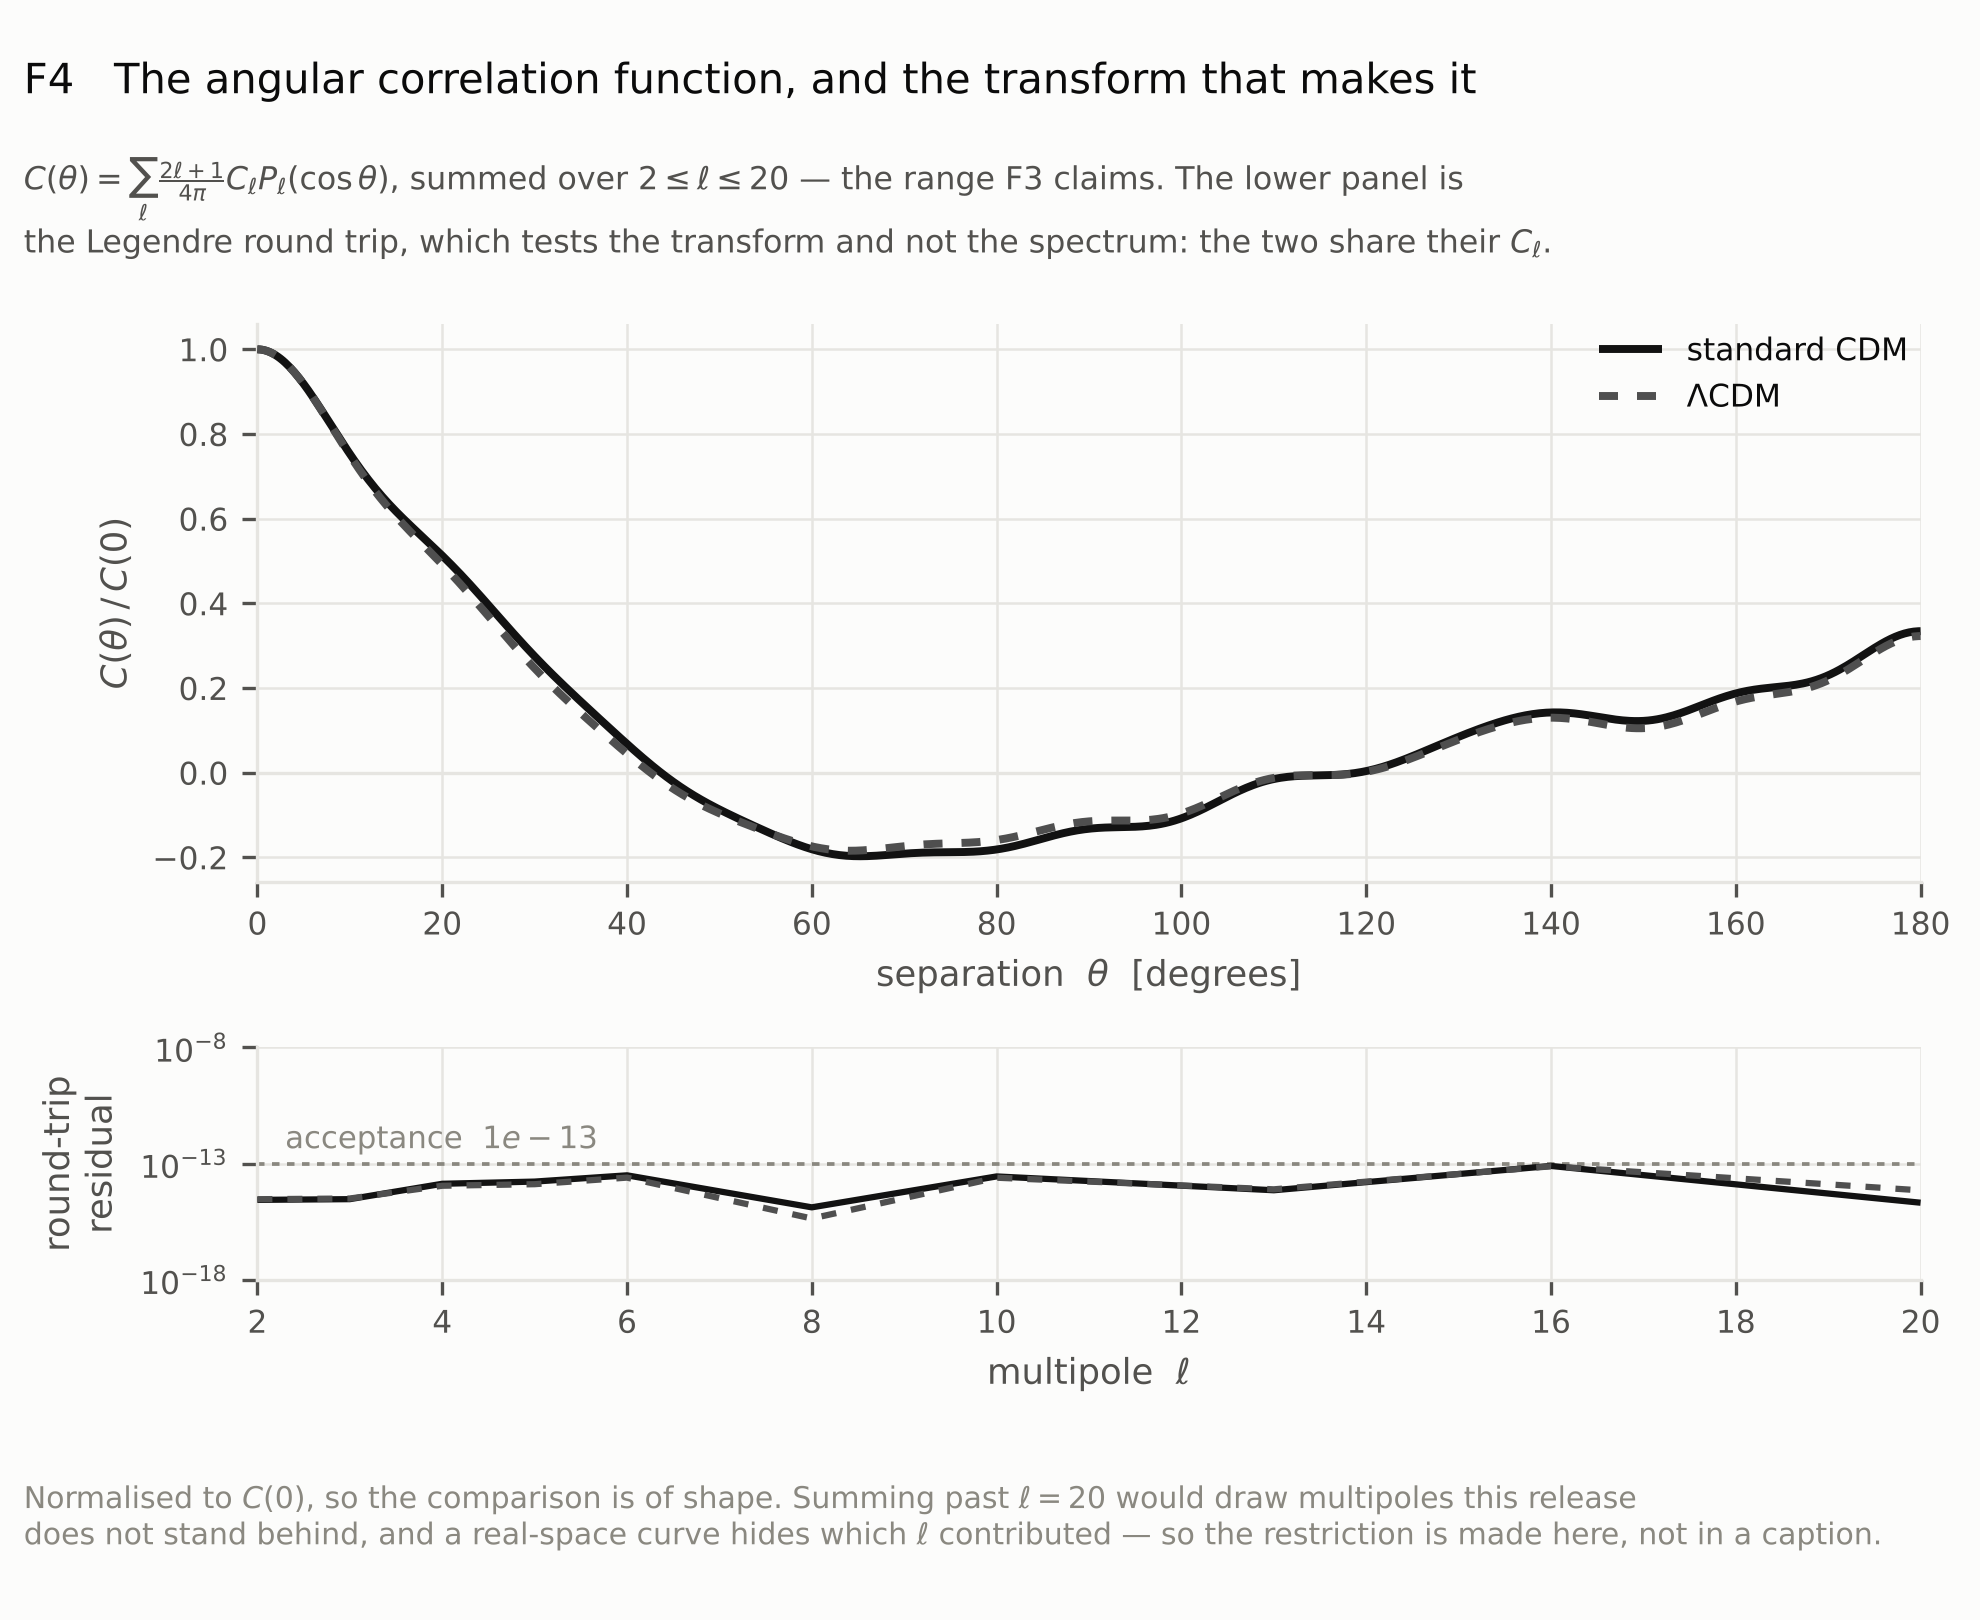 F4 The angular correlation function, and the transform that makes it
C(θ) = ∑ℓ (2ℓ + 1)/4π CℓPℓ(cos θ), summed over 2 ≤ ℓ ≤ 20 — the range F3 claims. The lower panel is
the Legendre round trip, which tests the transform and not the spectrum: the two share their Cℓ.
standard CDM
ΛCDM
C(θ) / C(0)
1.0
0.8
0.6
0.4
0.2
0.0
−0.2
0 20 40 60 80 100 120 140 160 180
separation θ [degrees]
round-trip
residual
10⁻⁸
acceptance 1e − 13
10⁻¹³
10⁻¹⁸
2 4 6 8 10 12 14 16 18 20
multipole ℓ
Normalised to C(0), so the comparison is of shape. Summing past ℓ = 20 would draw multipoles this release
does not stand behind, and a real-space curve hides which ℓ contributed — so the restriction is made here, not in a caption.